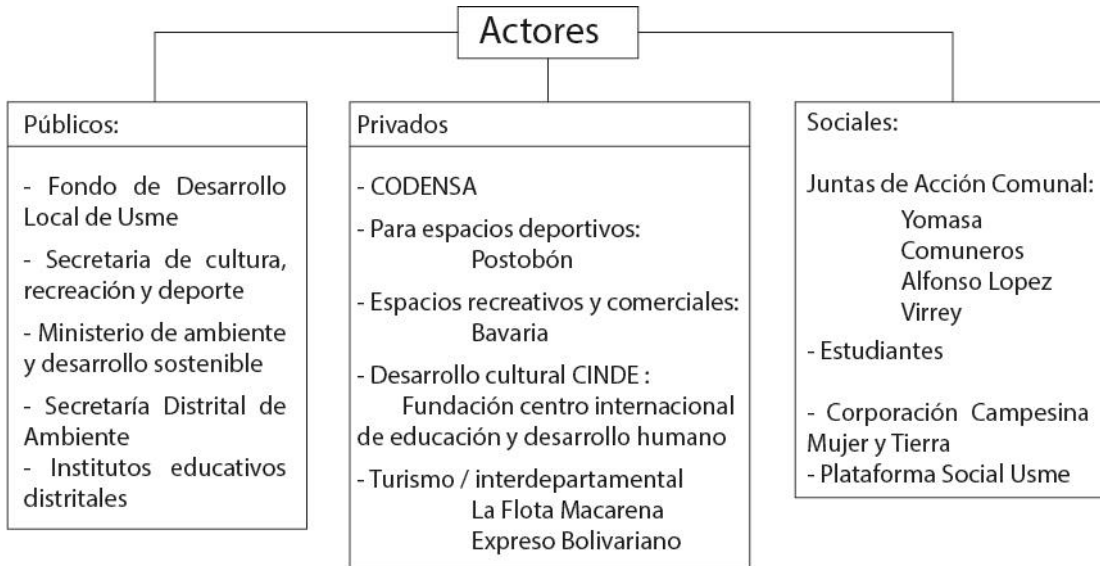 Actores
Públicos:
- Fondo de Desarrollo
Local de Usme
- Secretaria de cultura,
recreación y deporte
- Ministerio de ambiente
y desarrollo sostenible
- Secretaría Distrital de
Ambiente
- Institutos educativos
distritales
Privados
- CODENSA
- Para espacios deportivos:
Postobón
- Espacios recreativos y comerciales:
Bavaria
- Desarrollo cultural CINDE :
Fundación centro internacional
de educación y desarrollo humano
- Turismo / interdepartamental
La Flota Macarena
Expreso Bolivariano
Sociales:
Juntas de Acción Comunal:
Yomasa
Comuneros
Alfonso Lopez
Virrey
- Estudiantes
- Corporación Campesina
Mujer y Tierra
- Plataforma Social Usme